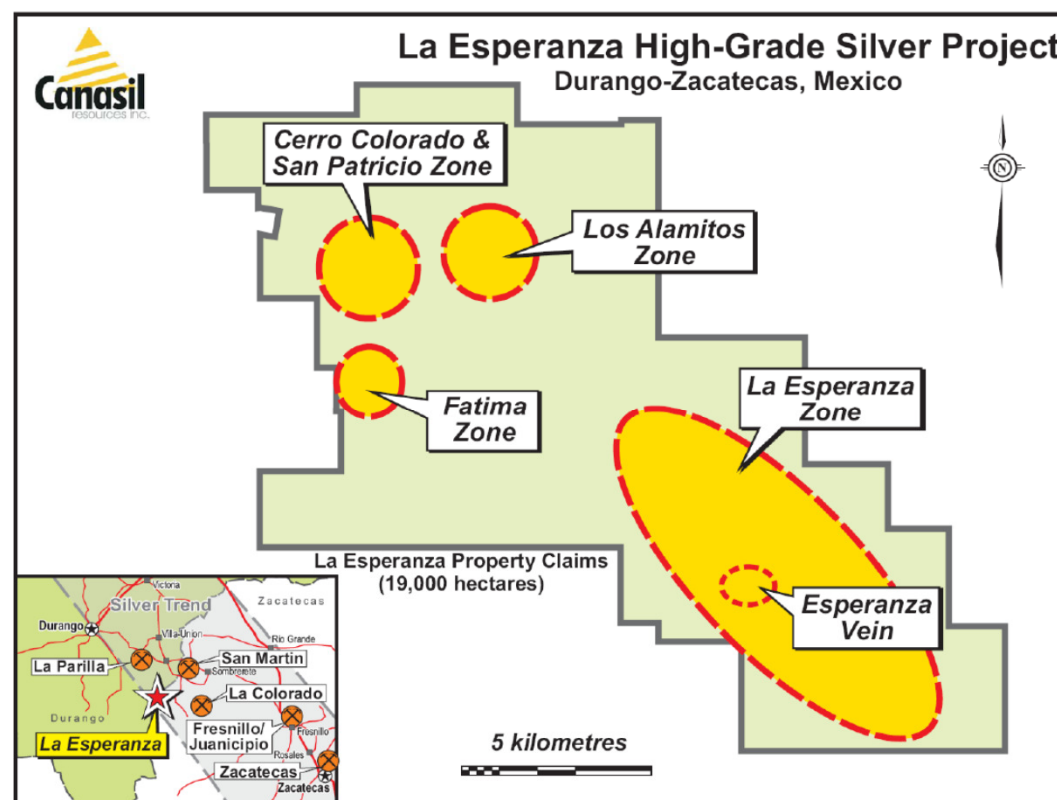 Canasil
resources inc.
La Esperanza High-Grade Silver Project
Durango-Zacatecas, Mexico
N
Cerro Colorado &
San Patricio Zone
Los Alamitos
Zone
Fatima
Zone
La Esperanza
Zone
Esperanza
Vein
La Esperanza Property Claims
(19,000 hectares)
5 kilometres
Victoria
Silver Trend
Zacatecas
Durango
Villa-Union
Rio Grande
La Parilla
San Martin
Sombrerete
La Colorado
Durango
Fresnillo/
Juanicipio
Fresnillo
La Esperanza
Rosales
Zacatecas
Zacatecas